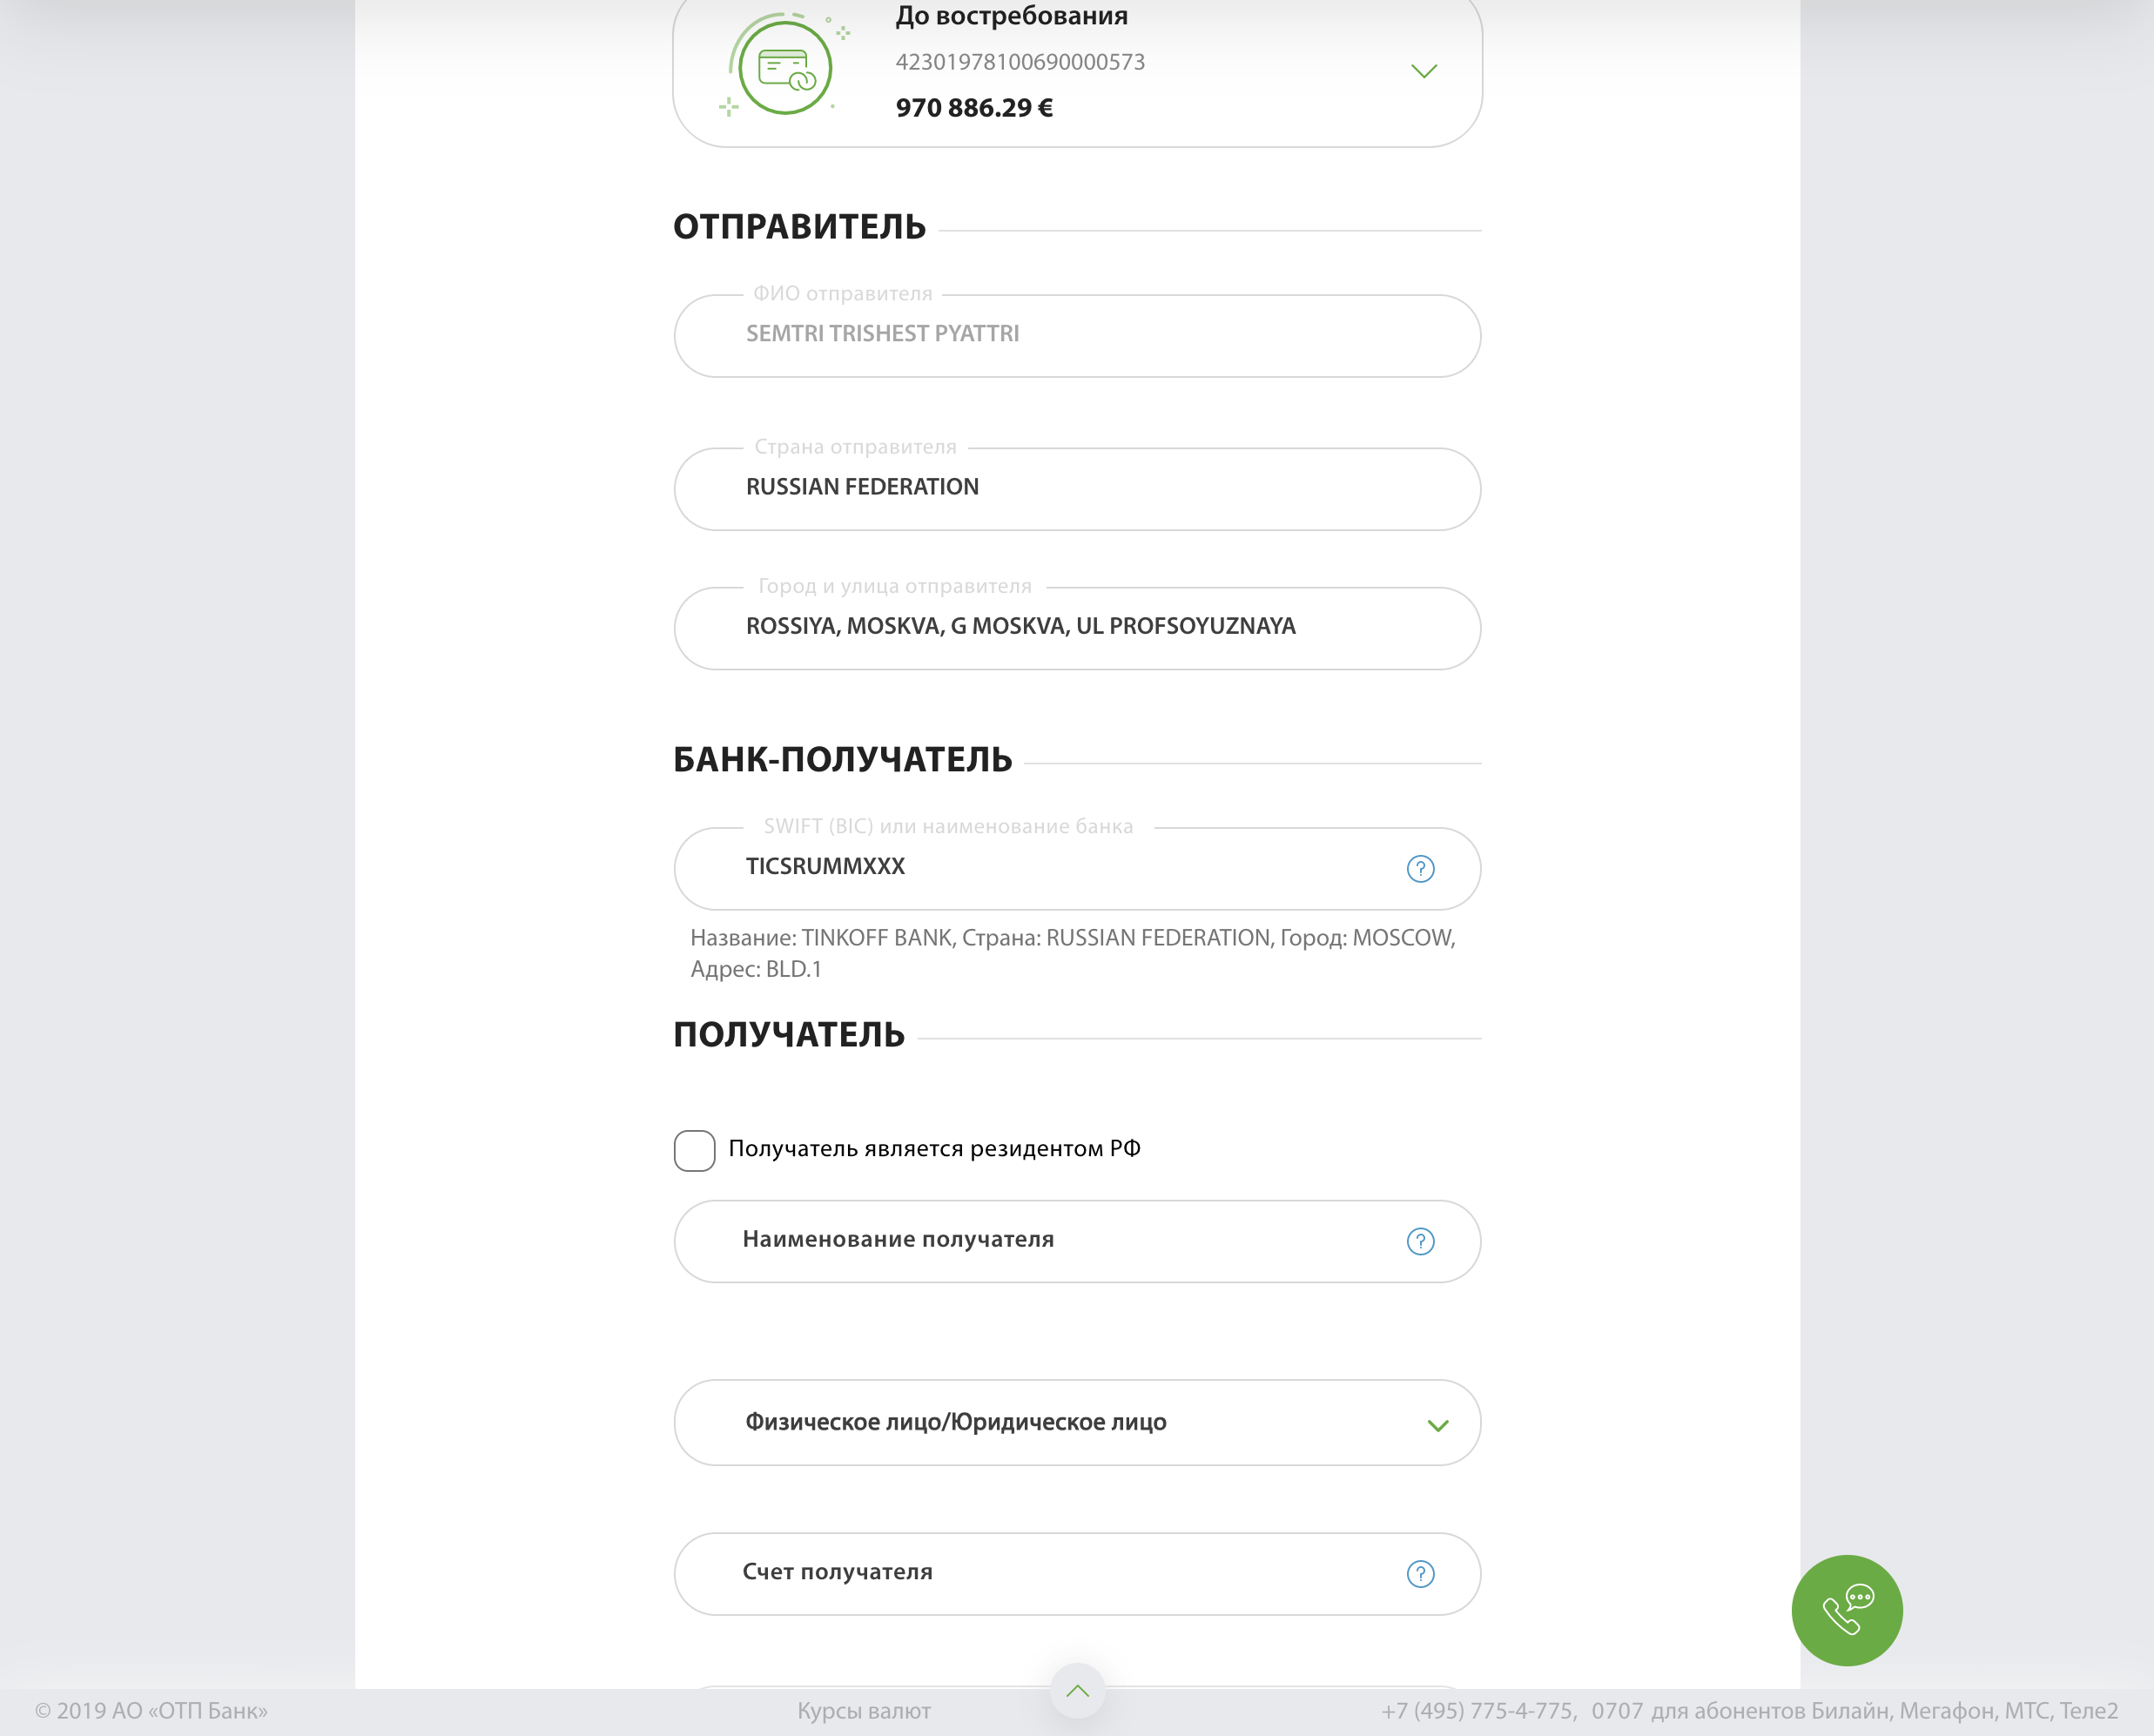 До востребования
42301978100690000573
970 886.29 €
ОТПРАВИТЕЛЬ
ФИО отправителя
SEMTRI TRISHEST PYATTRI
Страна отправителя
RUSSIAN FEDERATION
Город и улица отправителя
ROSSIYA, MOSKVA, G MOSKVA, UL PROFSOYUZNAYA
БАНК-ПОЛУЧАТЕЛЬ
SWIFT (BIC) или наименование банка
TICSRUMMXXX
?
Название: TINKOFF BANK, Страна: RUSSIAN FEDERATION, Город: MOSCOW,
Адрес: BLD.1
ПОЛУЧАТЕЛЬ
Получатель является резидентом РФ
Наименование получателя
?
Физическое лицо/Юридическое лицо
Счет получателя
?
© 2019 АО «ОТП Банк»
Курсы валют
+7 (495) 775-4-775, 0707 для абонентов Билайн, Мегафон, МТС, Теле2